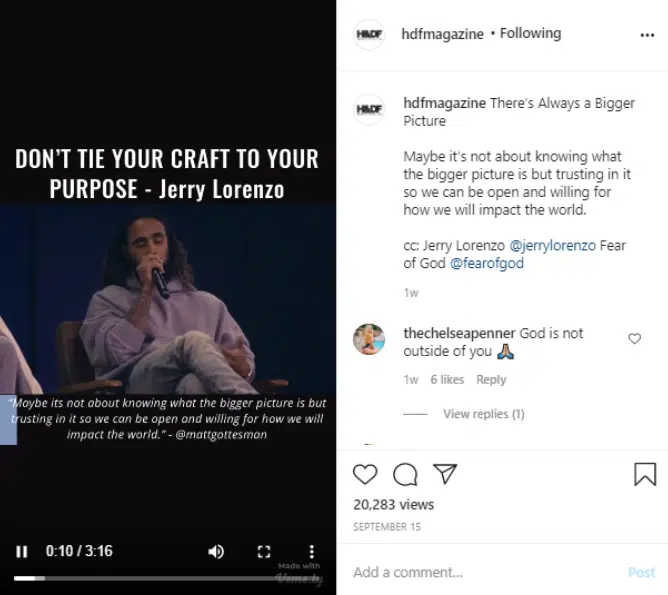 DON'T TIE YOUR CRAFT TO YOUR
PURPOSE - Jerry Lorenzo
"Maybe its not about knowing what the bigger picture is but
trusting in it so we can be open and willing for how we will
impact the world." - @mattgottesman
0:10 / 3:16
Made with
H&DF
hdfmagazine • Following
H&DF
hdfmagazine There's Always a Bigger
Picture
Maybe it's not about knowing what
the bigger picture is but trusting in it
so we can be open and willing for
how we will impact the world.
cc: Jerry Lorenzo @jerrylorenzo Fear
of God @fearofgod
1w
thechelseapenner God is not
outside of you 🙏🏽
1w 6 likes Reply
View replies (1)
20,283 views
SEPTEMBER 15
Add a comment...
Post